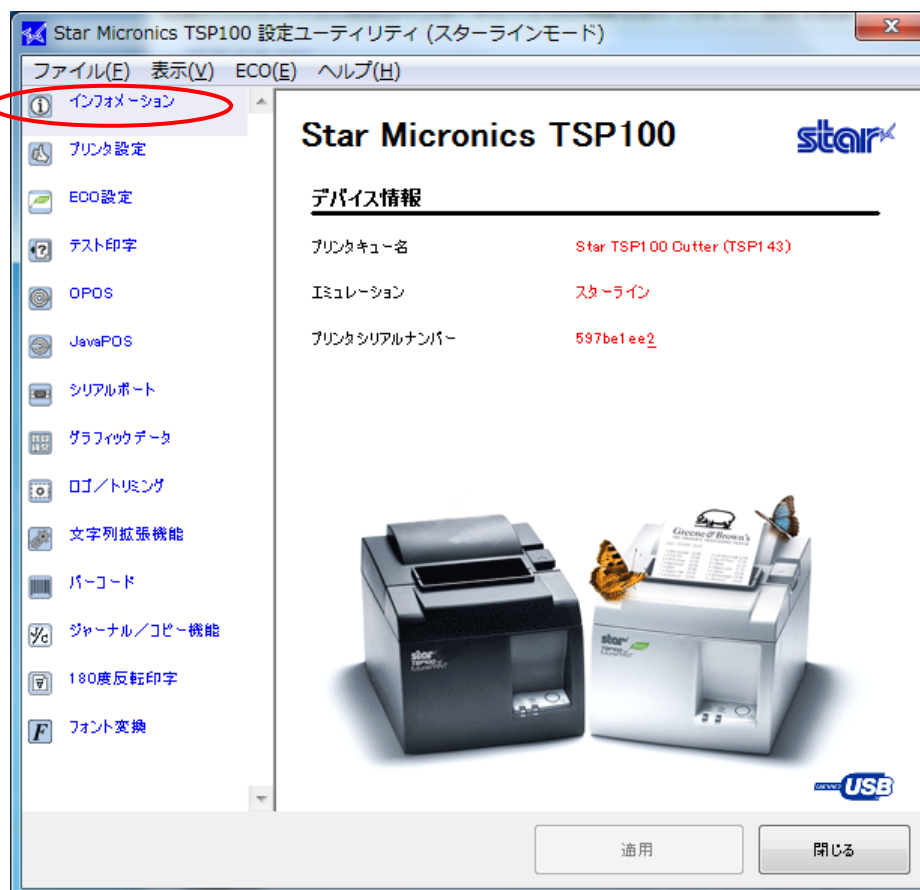 Star Micronics TSP100 設定ユーティリティ (スターラインモード)
ファイル(F) 表示(V) ECO(E) ヘルプ(H)
インフォメーション
プリンタ設定
ECO設定
テスト印字
OPOS
JavaPOS
シリアルポート
グラフィックデータ
ロゴ／トリミング
文字列拡張機能
バーコード
ジャーナル／コピー機能
180度反転印字
フォント変換
Star Micronics TSP100
star
デバイス情報
プリンタキュー名 Star TSP100 Cutter (TSP143)
エミュレーション スターライン
プリンタシリアルナンバー 597be1ee2
Greene & Brown's
star
star
USB
適用
閉じる